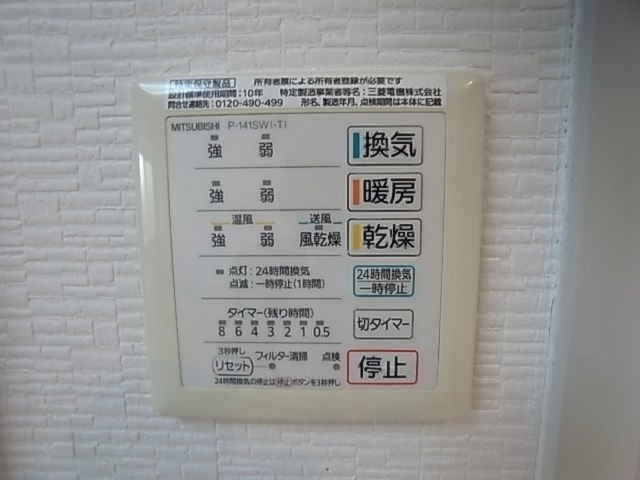 特定保守製品 所有者票による所有者登録が必要です
設計標準使用期間:10年 特定製造事業者等名:三菱電機株式会社
問合せ連絡先:0120-490-499 形名、製造年月、点検期間は本体に記載
MITSUBISHI P-141SW(-T)
強 弱 換気
強 弱 暖房
温風 送風
強 弱 風乾燥 乾燥
点灯:24時間換気
点滅:一時停止(1時間)
24時間換気
一時停止
タイマー(残り時間)
8 6 4 3 2 1 0.5
切タイマー
3秒押し
リセット フィルター清掃 点検
停止
24時間換気の停止は停止ボタンを3秒押し